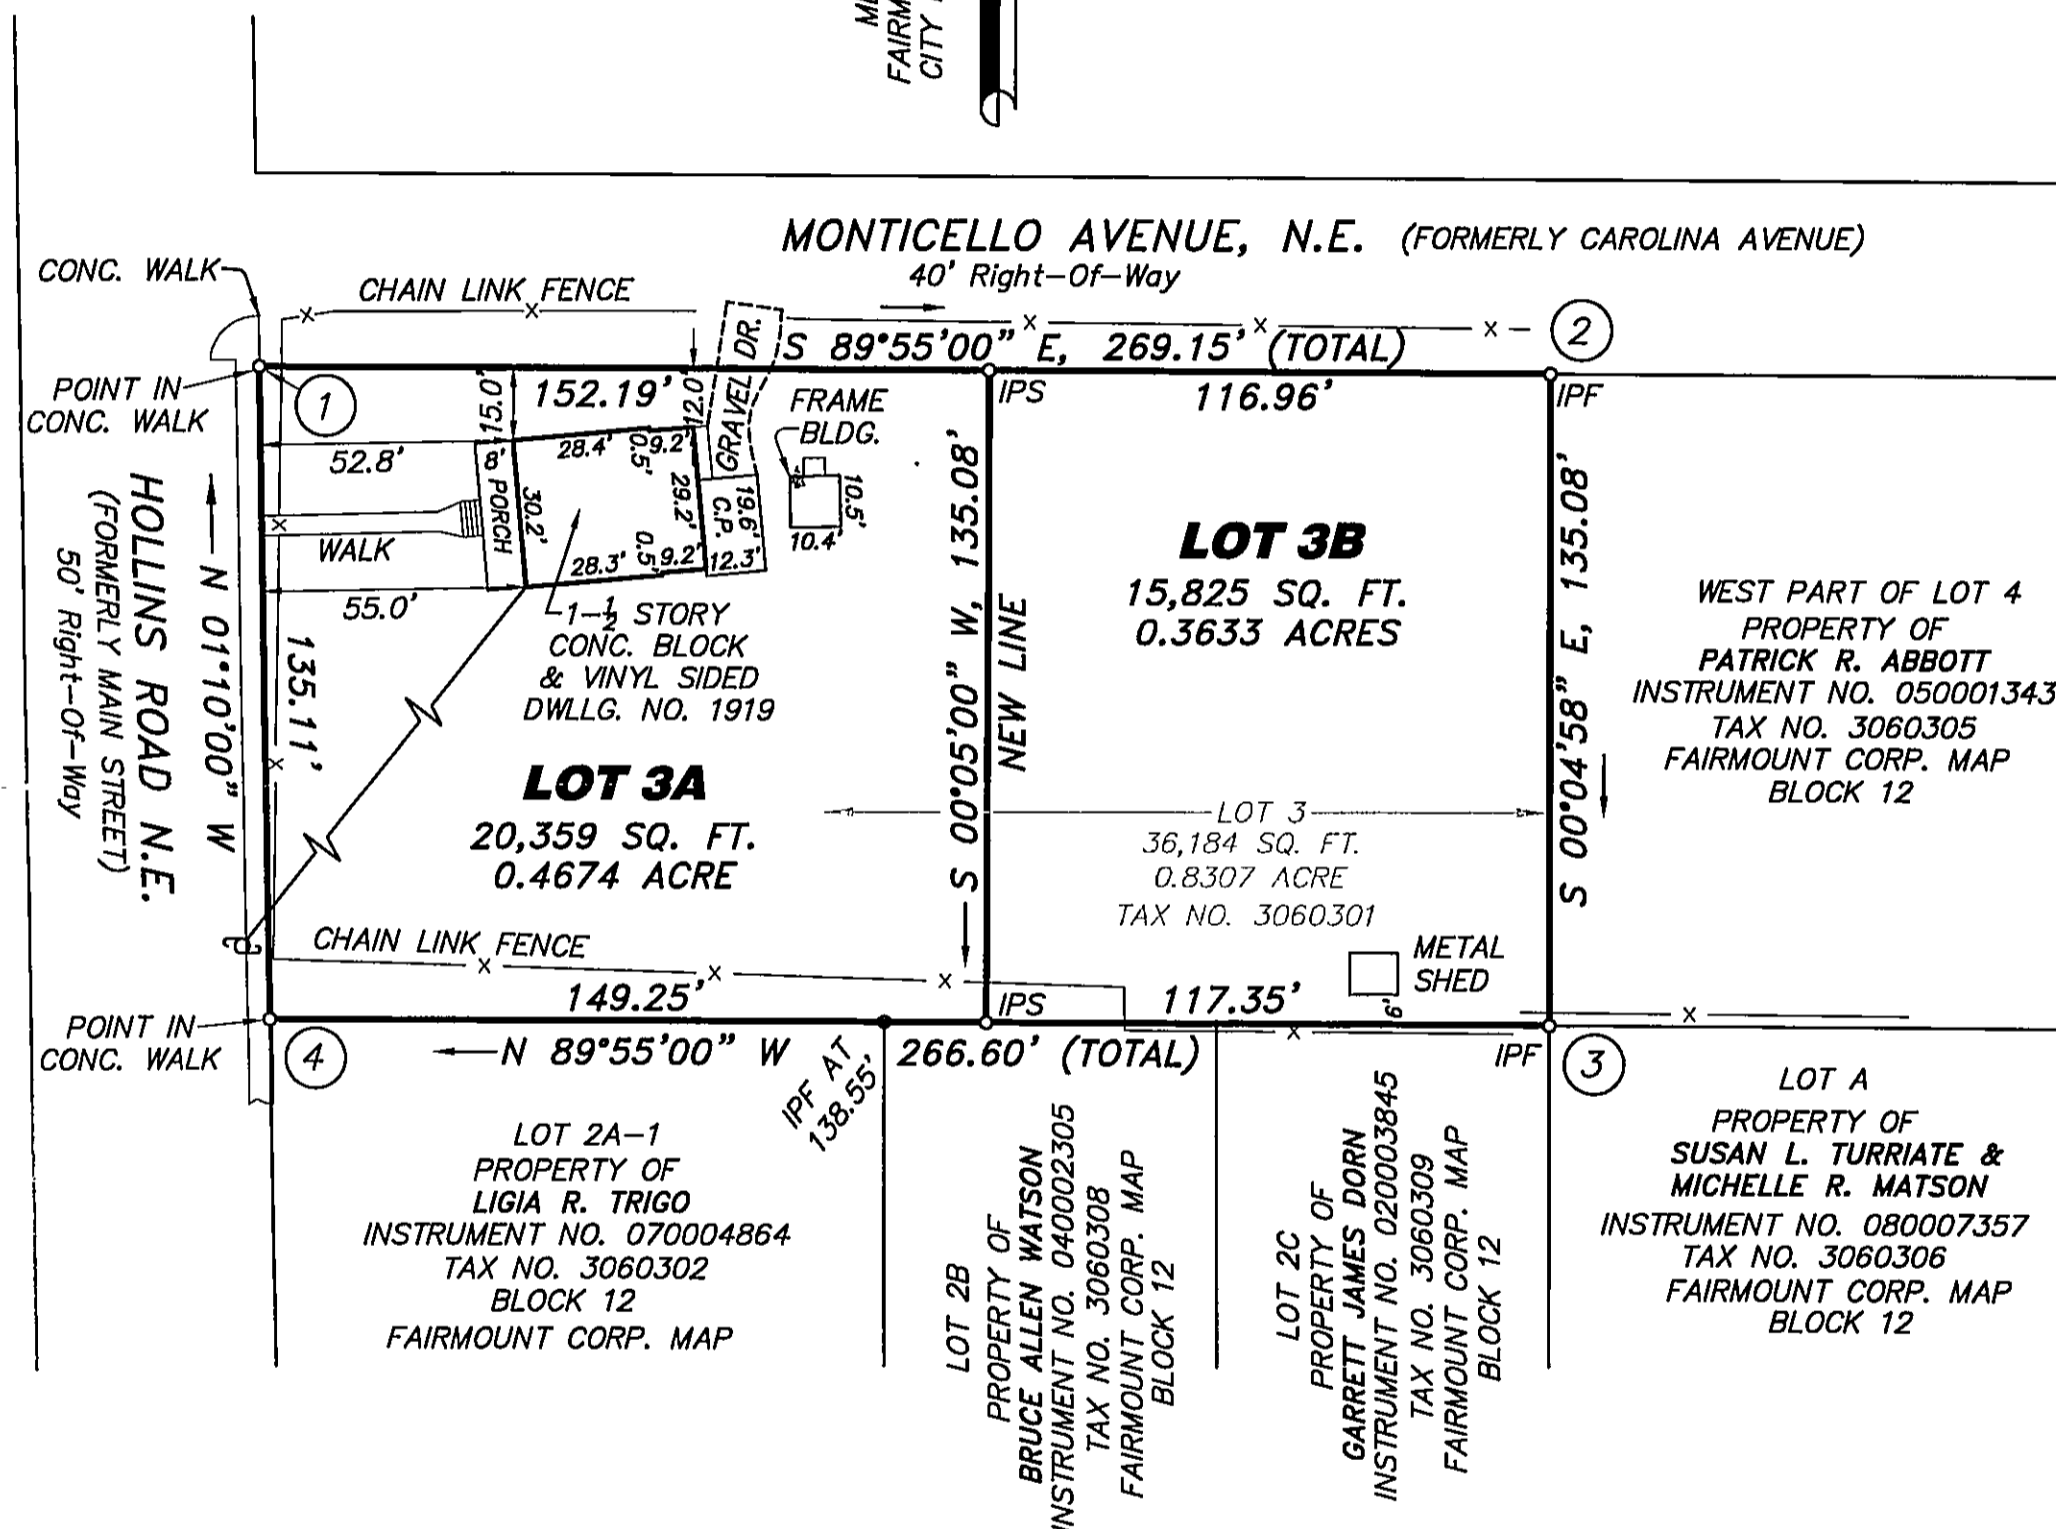 FAIRM
CITY
MONTICELLO AVENUE, N.E. (FORMERLY CAROLINA AVENUE)
40' Right-Of-Way
CONC. WALK
CHAIN LINK FENCE
S 89°55'00" E, 269.15' (TOTAL)
2
POINT IN
CONC. WALK
1
15.0'
152.19'
12.0'
GRAVEL DR.
FRAME
BLDG.
IPS
116.96'
IPF
52.8'
8' PORCH
28.4'
0.5'
9.2'
30.2'
29.2'
19.6'
C.P.
12.3'
10.5'
10.4'
WALK
28.3'
0.5'
9.2'
55.0'
1-½ STORY
CONC. BLOCK
& VINYL SIDED
DWLLG. NO. 1919
HOLLINS ROAD N.E.
(FORMERLY MAIN STREET)
50' Right-Of-Way
N 01°10'00" W
135.11'
LOT 3A
20,359 SQ. FT.
0.4674 ACRE
S 00°05'00" W, 135.08'
NEW LINE
LOT 3B
15,825 SQ. FT.
0.3633 ACRES
LOT 3
36,184 SQ. FT.
0.8307 ACRE
TAX NO. 3060301
S 00°04'58" E, 135.08'
WEST PART OF LOT 4
PROPERTY OF
PATRICK R. ABBOTT
INSTRUMENT NO. 050001343
TAX NO. 3060305
FAIRMOUNT CORP. MAP
BLOCK 12
METAL
SHED
6.'
CHAIN LINK FENCE
149.25'
IPS
117.35'
POINT IN
CONC. WALK
4
N 89°55'00" W 266.60' (TOTAL)
IPF
3
IPF AT
138.55'
LOT 2A-1
PROPERTY OF
LIGIA R. TRIGO
INSTRUMENT NO. 070004864
TAX NO. 3060302
BLOCK 12
FAIRMOUNT CORP. MAP
LOT 2B
PROPERTY OF
BRUCE ALLEN WATSON
INSTRUMENT NO. 040002305
TAX NO. 3060308
FAIRMOUNT CORP. MAP
BLOCK 12
LOT 2C
PROPERTY OF
GARRETT JAMES DORN
INSTRUMENT NO. 020003845
TAX NO. 3060309
FAIRMOUNT CORP. MAP
BLOCK 12
LOT A
PROPERTY OF
SUSAN L. TURRIATE &
MICHELLE R. MATSON
INSTRUMENT NO. 080007357
TAX NO. 3060306
FAIRMOUNT CORP. MAP
BLOCK 12